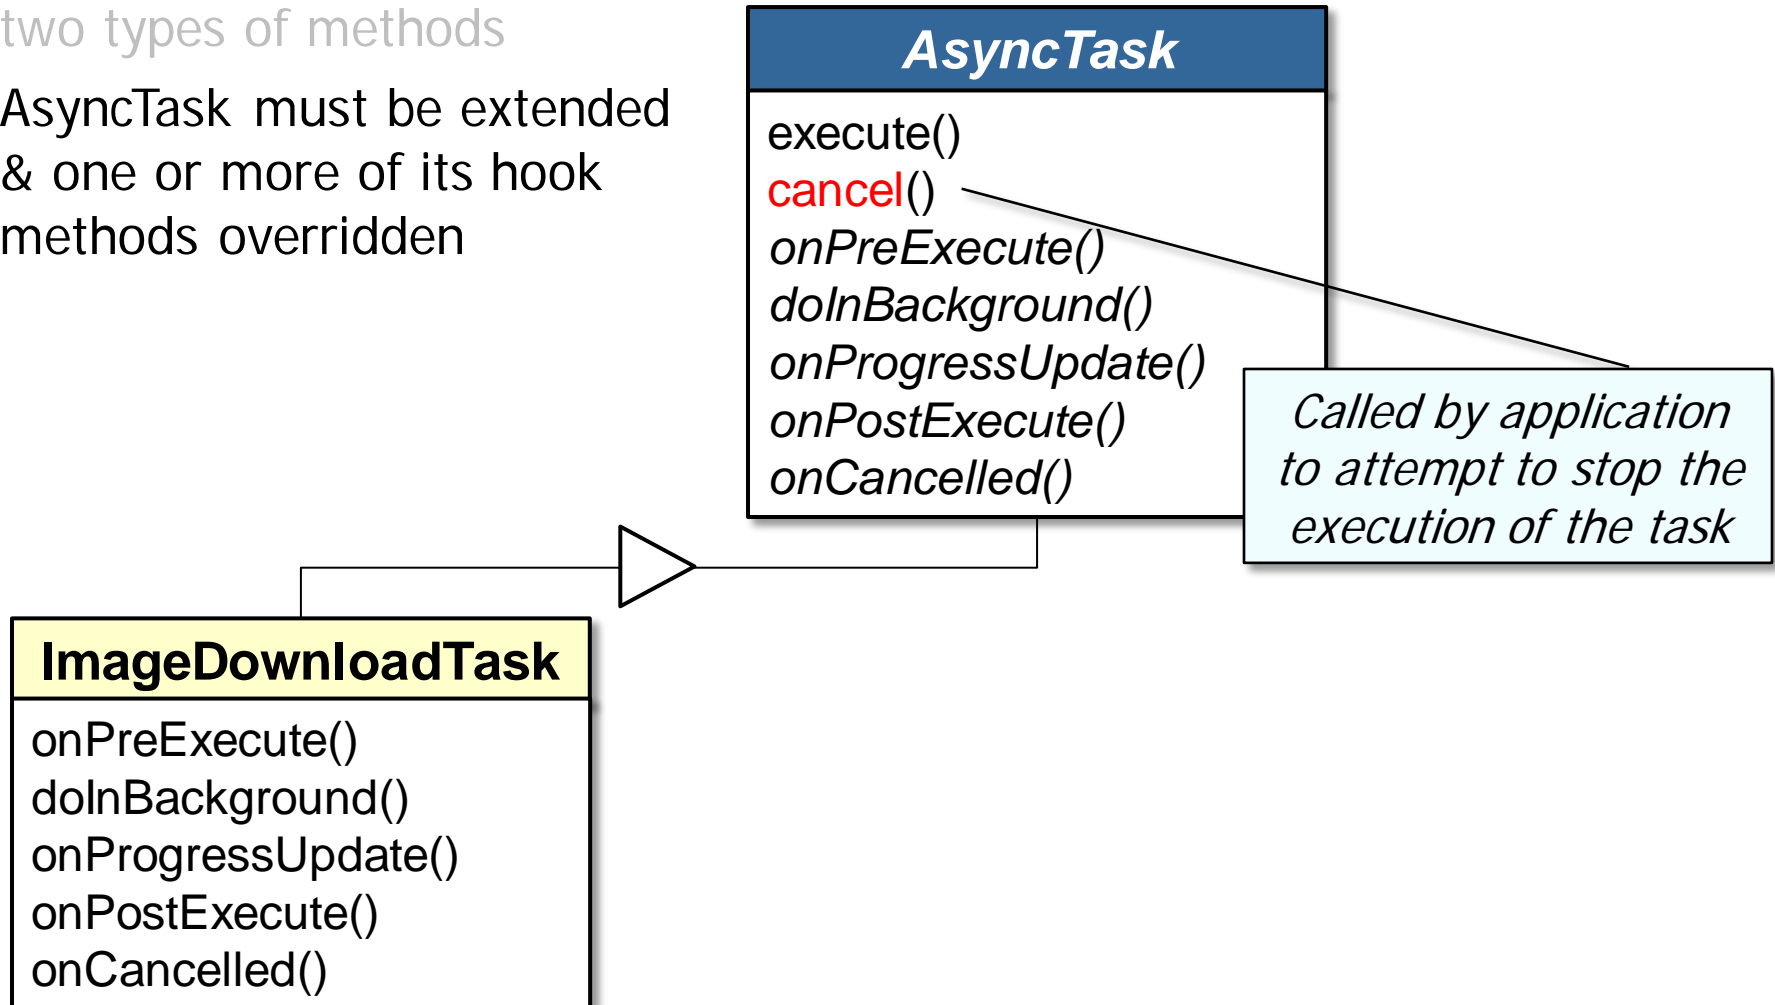 two types of methods
AsyncTask must be extended
& one or more of its hook
methods overridden
AsyncTask
execute()
cancel()
onPreExecute()
doInBackground()
onProgressUpdate()
onPostExecute()
onCancelled()
Called by application
to attempt to stop the
execution of the task
ImageDownloadTask
onPreExecute()
doInBackground()
onProgressUpdate()
onPostExecute()
onCancelled()